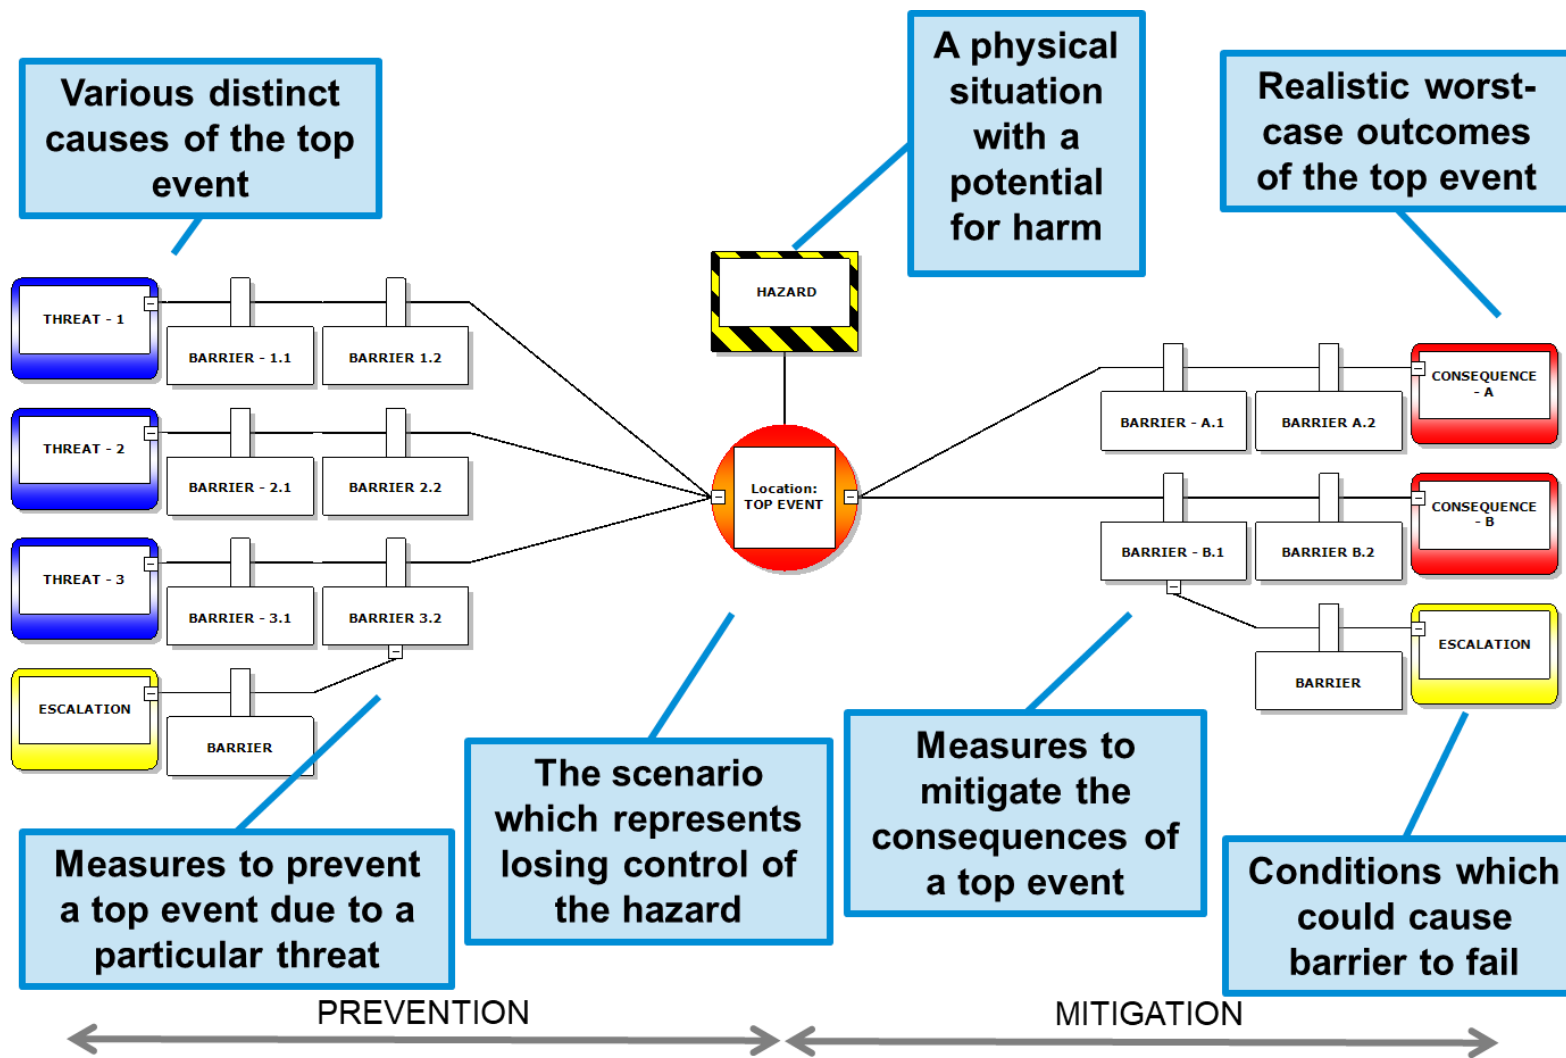 Various distinct
causes of the top
event
A physical
situation
with a
potential
for harm
Realistic worst-
case outcomes
of the top event
HAZARD
THREAT - 1
BARRIER - 1.1
BARRIER 1.2
THREAT - 2
BARRIER - 2.1
BARRIER 2.2
THREAT - 3
BARRIER - 3.1
BARRIER 3.2
ESCALATION
BARRIER
Location:
TOP EVENT
CONSEQUENCE
- A
BARRIER - A.1
BARRIER A.2
CONSEQUENCE
- B
BARRIER - B.1
BARRIER B.2
ESCALATION
BARRIER
Measures to prevent
a top event due to a
particular threat
The scenario
which represents
losing control of
the hazard
Measures to
mitigate the
consequences of
a top event
Conditions which
could cause
barrier to fail
PREVENTION
MITIGATION